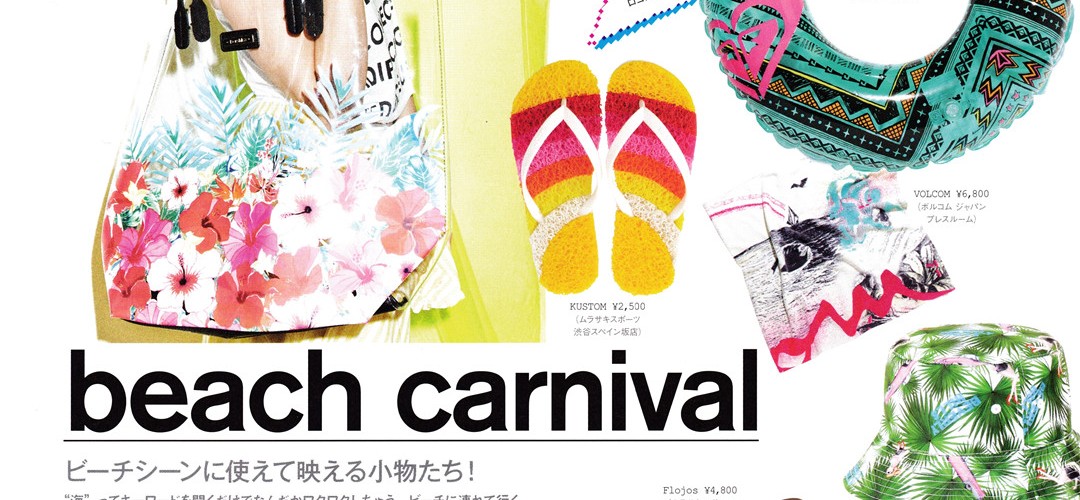 KUSTOM ¥2,500
(ムラサキスポーツ
渋谷スペイン坂店)
VOLCOM ¥6,800
(ボルコム ジャパン
プレスルーム)
beach carnival
ビーチシーンに使えて映える小物たち！
Flojos ¥4,800